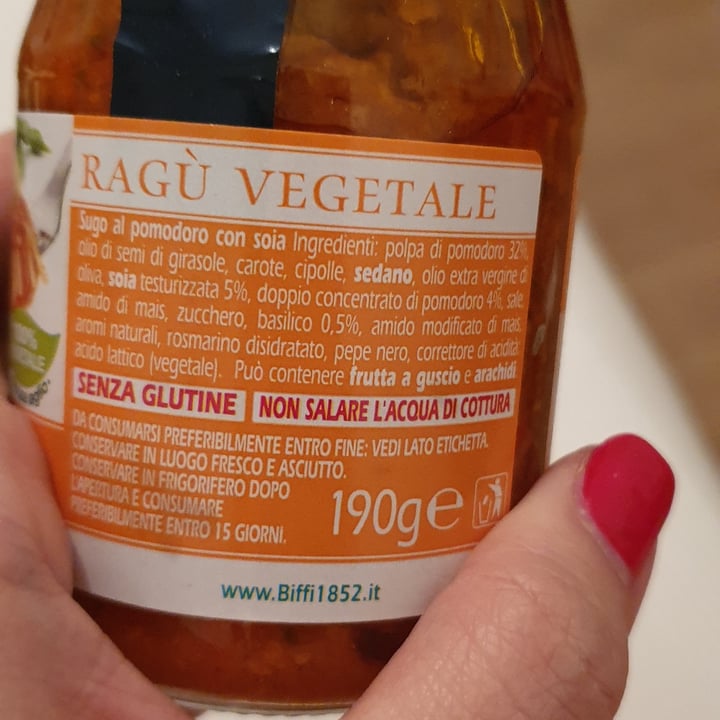 RAGÙ VEGETALE
Sugo al pomodoro con soia Ingredienti: polpa di pomodoro 32%,
olio di semi di girasole, carote, cipolle, sedano, olio extra vergine di
oliva, soia testurizzata 5%, doppio concentrato di pomodoro 4%, sale,
amido di mais, zucchero, basilico 0,5%, amido modificato di mais,
aromi naturali, rosmarino disidratato, pepe nero, correttore di acidità:
acido lattico (vegetale). Può contenere frutta a guscio e arachidi.
SENZA GLUTINE NON SALARE L'ACQUA DI COTTURA
DA CONSUMARSI PREFERIBILMENTE ENTRO FINE: VEDI LATO ETICHETTA.
CONSERVARE IN LUOGO FRESCO E ASCIUTTO.
CONSERVARE IN FRIGORIFERO DOPO
L'APERTURA E CONSUMARE
PREFERIBILMENTE ENTRO 15 GIORNI.
190g e
www.Biffi1852.it